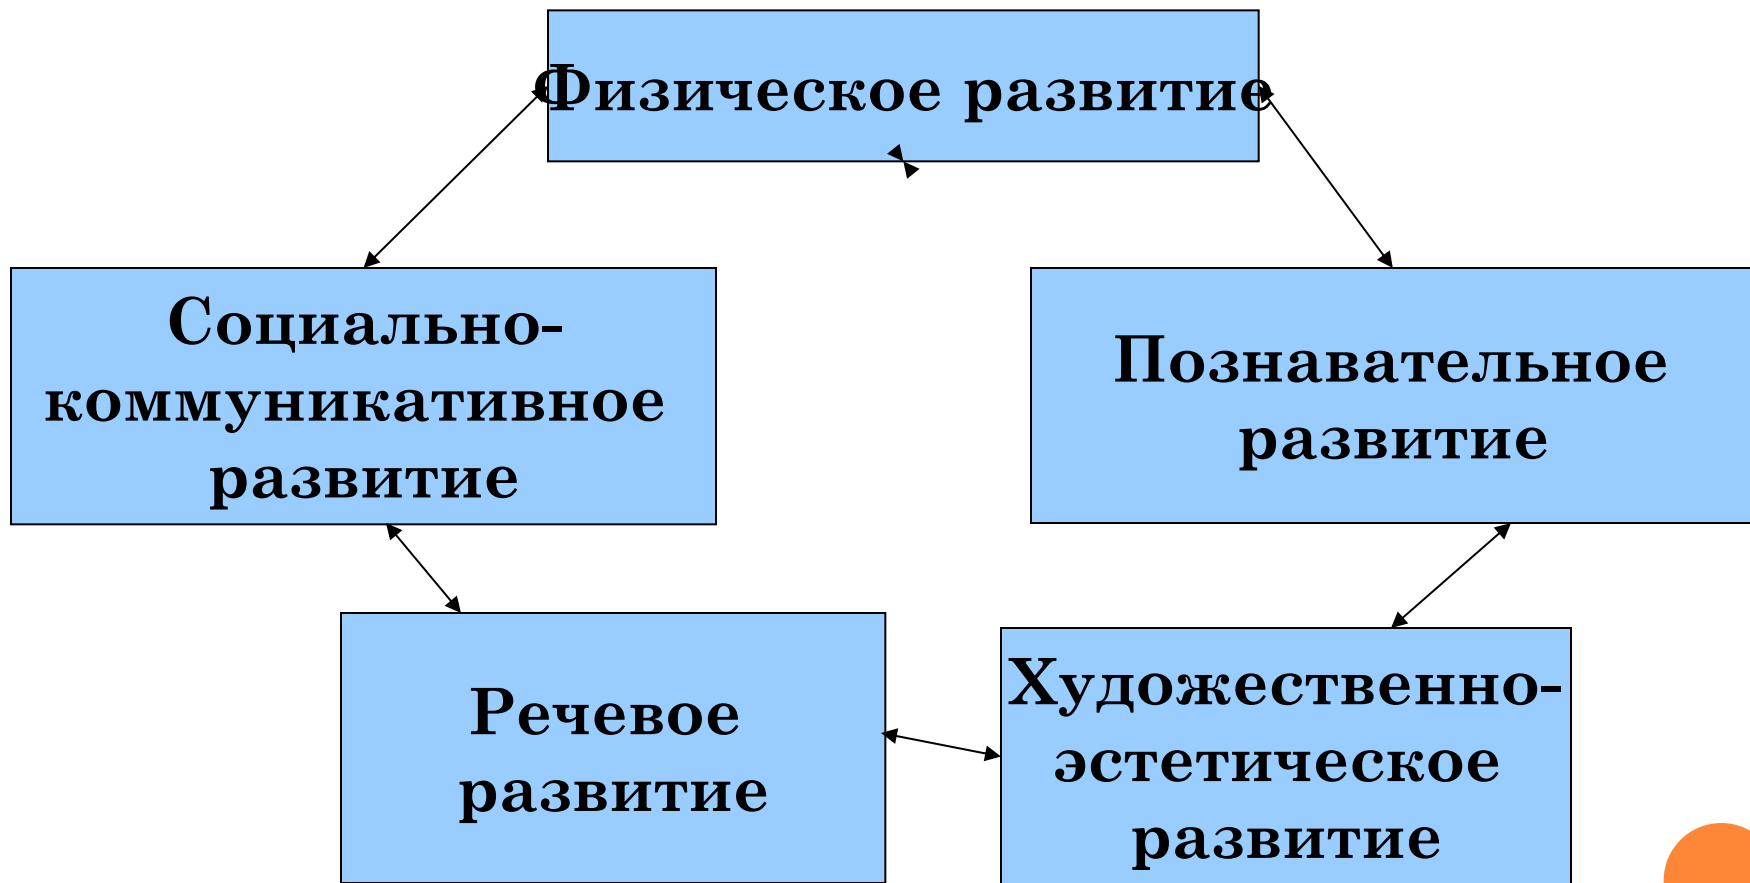 Физическое развитие
Социально-
коммуникативное
развитие
Познавательное
развитие
Речевое
развитие
Художественно-
эстетическое
развитие